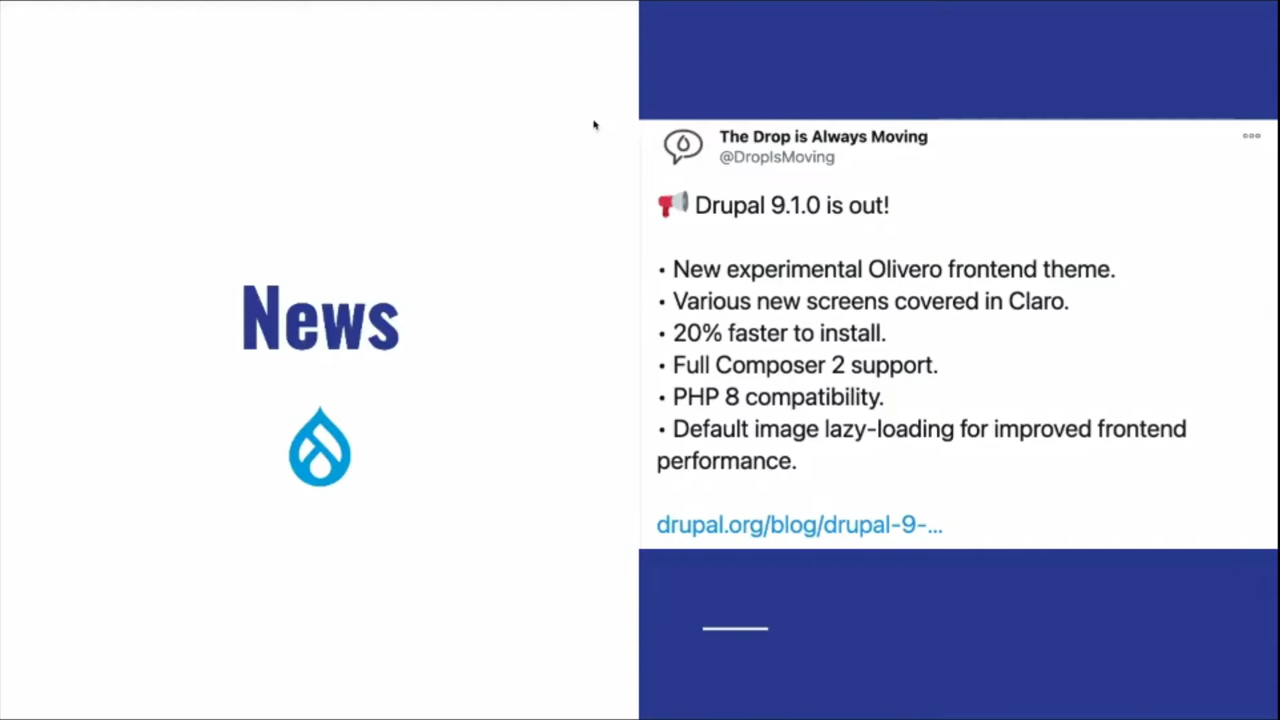 News
The Drop is Always Moving
@DropIsMoving
📢 Drupal 9.1.0 is out!
• New experimental Olivero frontend theme.
• Various new screens covered in Claro.
• 20% faster to install.
• Full Composer 2 support.
• PHP 8 compatibility.
• Default image lazy-loading for improved frontend
performance.
drupal.org/blog/drupal-9-...